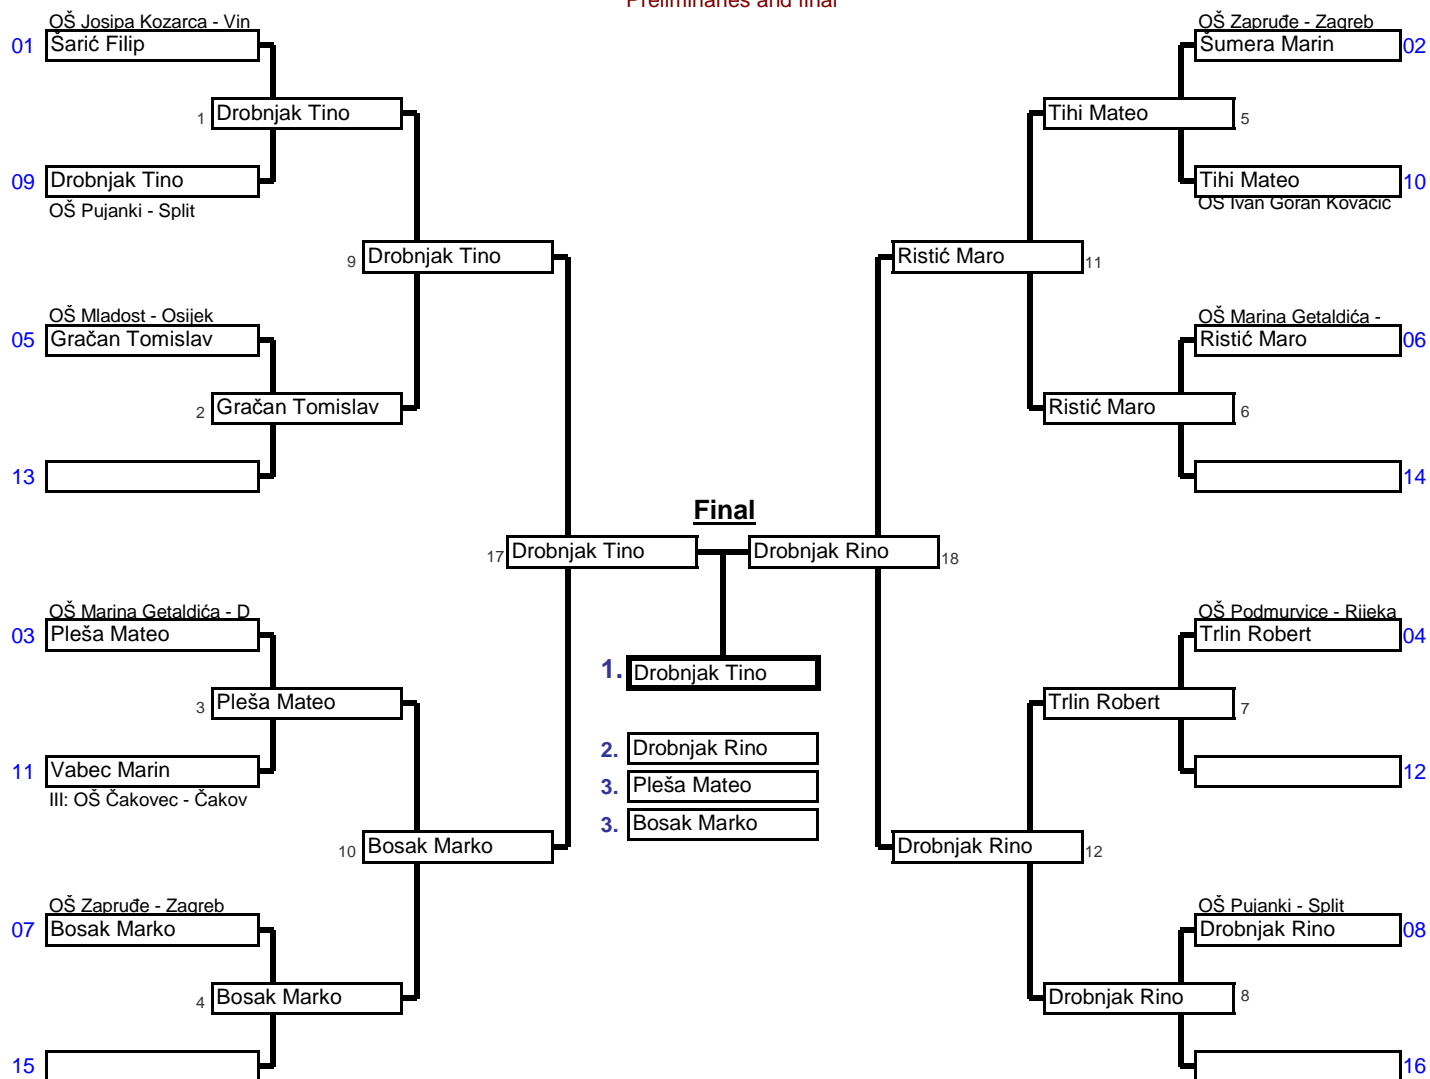 Preliminaries and final
OŠ Josipa Kozarca - Vin
01 Šarić Filip
1 Drobnjak Tino
09 Drobnjak Tino
OŠ Pujanki - Split
9 Drobnjak Tino
OŠ Mladost - Osijek
05 Gračan Tomislav
2 Gračan Tomislav
13
17 Drobnjak Tino
OŠ Marina Getaldića - D
03 Pleša Mateo
3 Pleša Mateo
11 Vabec Marin
III: OŠ Čakovec - Čakov
10 Bosak Marko
OŠ Zapruđe - Zagreb
07 Bosak Marko
4 Bosak Marko
15
Final
1. Drobnjak Tino
2. Drobnjak Rino
3. Pleša Mateo
3. Bosak Marko
OŠ Zapruđe - Zagreb
Šumera Marin 02
Tihi Mateo 5
Tihi Mateo 10
OŠ Ivan Goran Kovačić
Ristić Maro 11
OŠ Marina Getaldića -
Ristić Maro 06
Ristić Maro 6
14
Drobnjak Rino 18
OŠ Podmurvice - Rijeka
Trlin Robert 04
Trlin Robert 7
12
Drobnjak Rino 12
OŠ Pujanki - Split
Drobnjak Rino 08
Drobnjak Rino 8
16